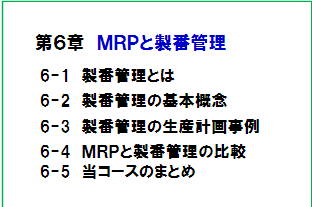 第6章 MRPと製番管理
6-1 製番管理とは
6-2 製番管理の基本概念
6-3 製番管理の生産計画事例
6-4 MRPと製番管理の比較
6-5 当コースのまとめ